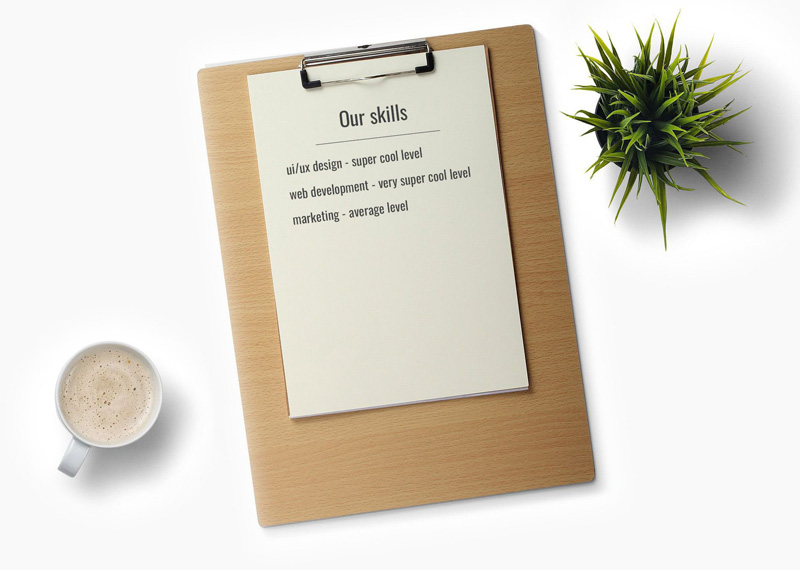 Our skills
ui/ux design - super cool level
web development - very super cool level
marketing - average level